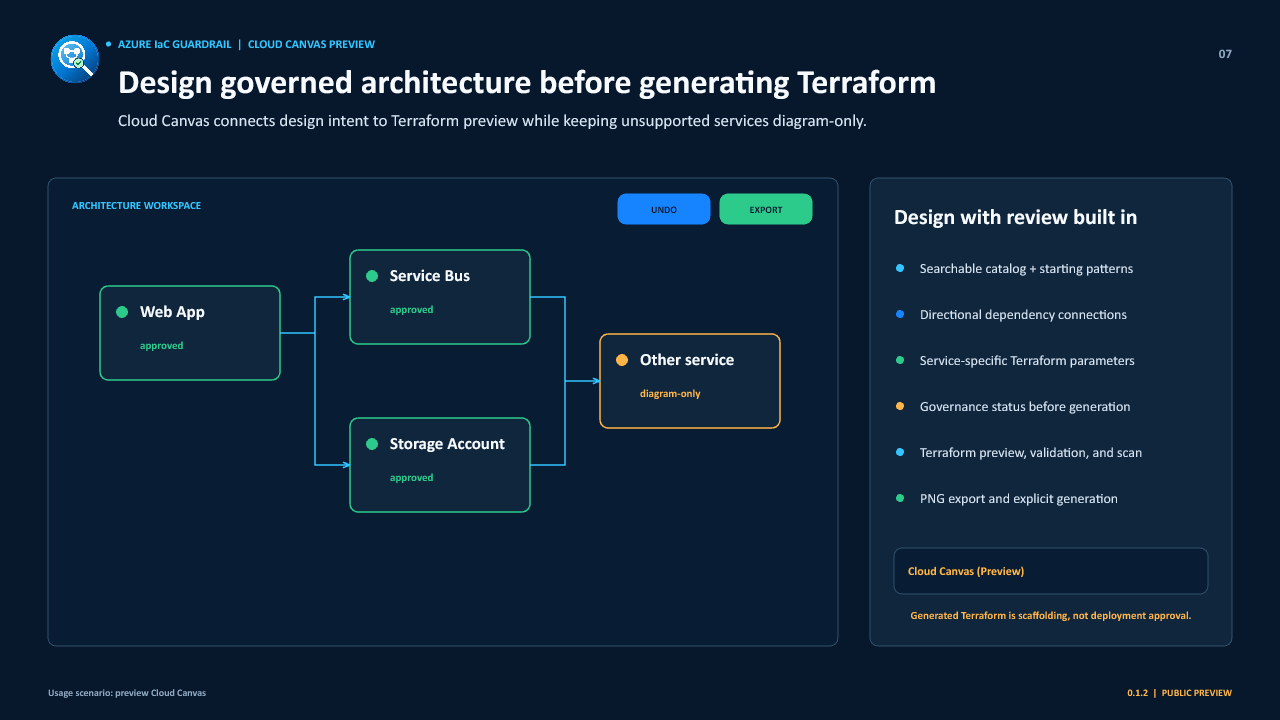 AZURE IaC GUARDRAIL | CLOUD CANVAS PREVIEW
07
Design governed architecture before generating Terraform
Cloud Canvas connects design intent to Terraform preview while keeping unsupported services diagram-only.
ARCHITECTURE WORKSPACE
UNDO
EXPORT
Web App
approved
Service Bus
approved
Storage Account
approved
Other service
diagram-only
Design with review built in
Searchable catalog + starting patterns
Directional dependency connections
Service-specific Terraform parameters
Governance status before generation
Terraform preview, validation, and scan
PNG export and explicit generation
Cloud Canvas (Preview)
Generated Terraform is scaffolding, not deployment approval.
Usage scenario: preview Cloud Canvas
0.1.2 | PUBLIC PREVIEW